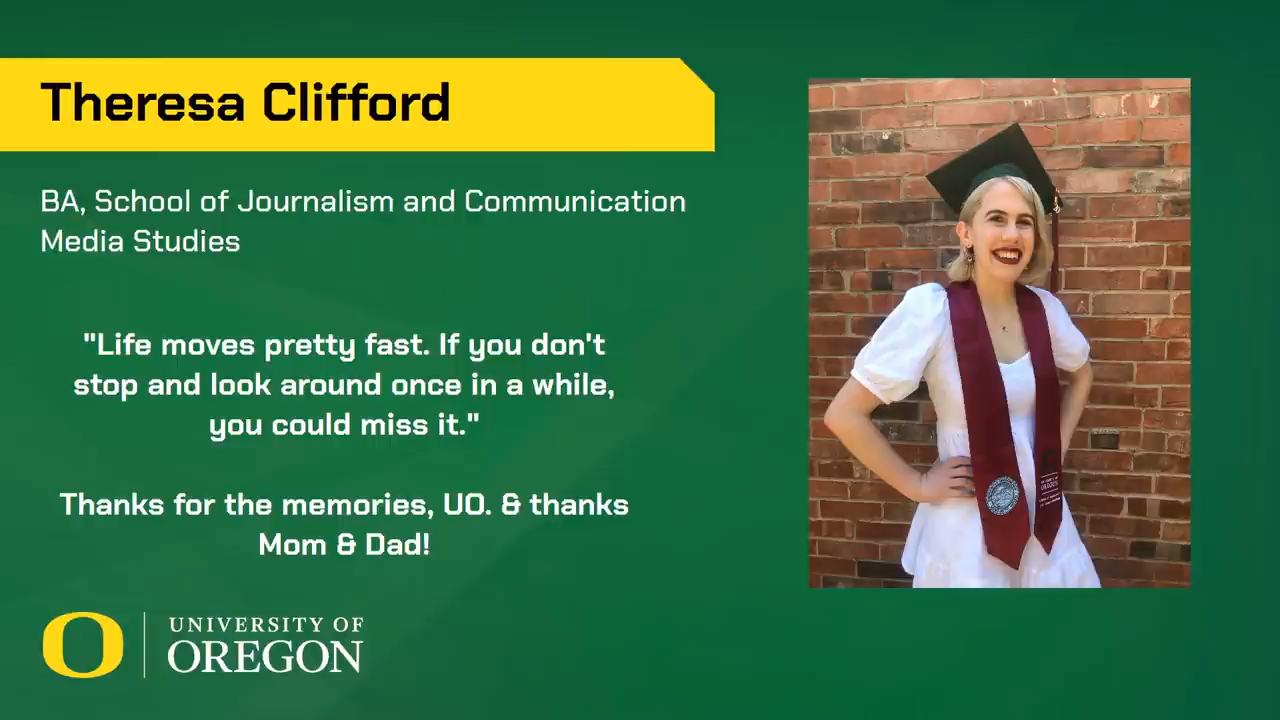 Theresa Clifford
BA, School of Journalism and Communication
Media Studies
"Life moves pretty fast. If you don't
stop and look around once in a while,
you could miss it."
Thanks for the memories, UO. & thanks
Mom & Dad!
O
UNIVERSITY OF
OREGON